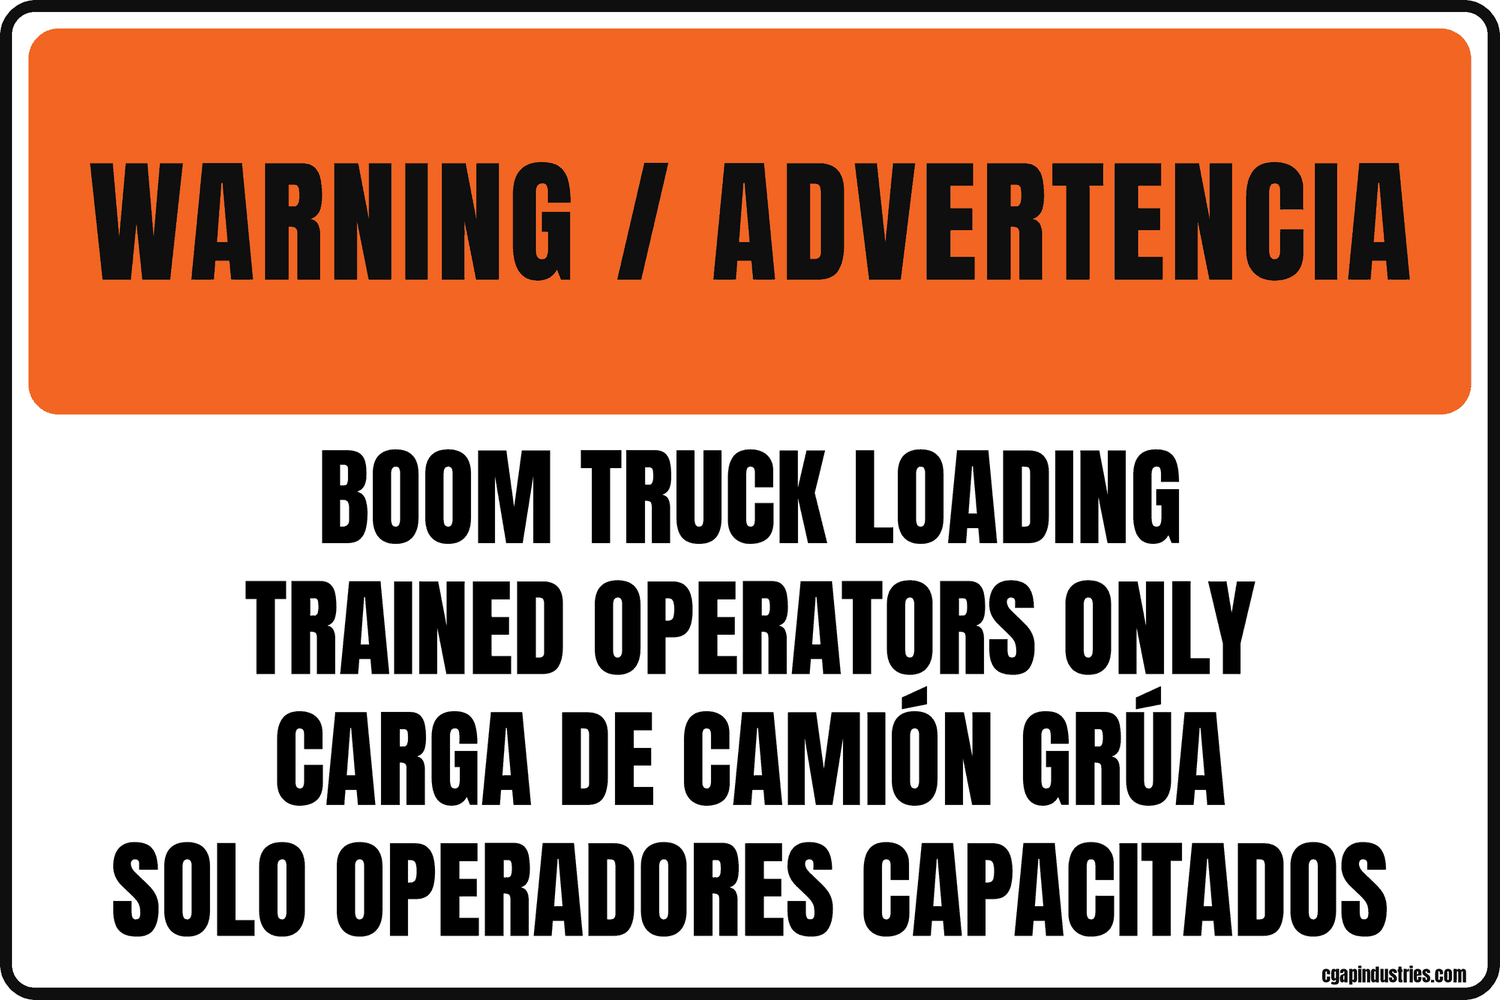 WARNING / ADVERTENCIA
BOOM TRUCK LOADING
TRAINED OPERATORS ONLY
CARGA DE CAMIÓN GRÚA
SOLO OPERADORES CAPACITADOS
cgapindustries.com